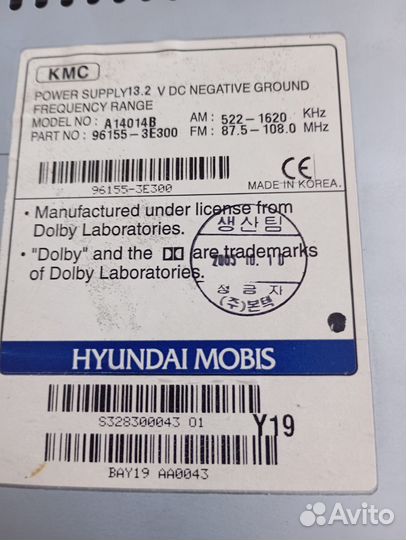 KMC
POWER SUPPLY13.2 V DC NEGATIVE GROUND
FREQUENCY RANGE
MODEL NO: A14014B AM: 522-1620 KHz
PART NO: 96155-3E300 FM: 87.5-108.0 MHz
96155-3E300
CE
MADE IN KOREA.
• Manufactured under license from
Dolby Laboratories.
• "Dolby" and the are trademarks
of Dolby Laboratories.
생산팀
2005 10. 10
성금자
(주)본텍
HYUNDAI MOBIS
S328300043 01
Y19
BAY19 AA0043
Avito